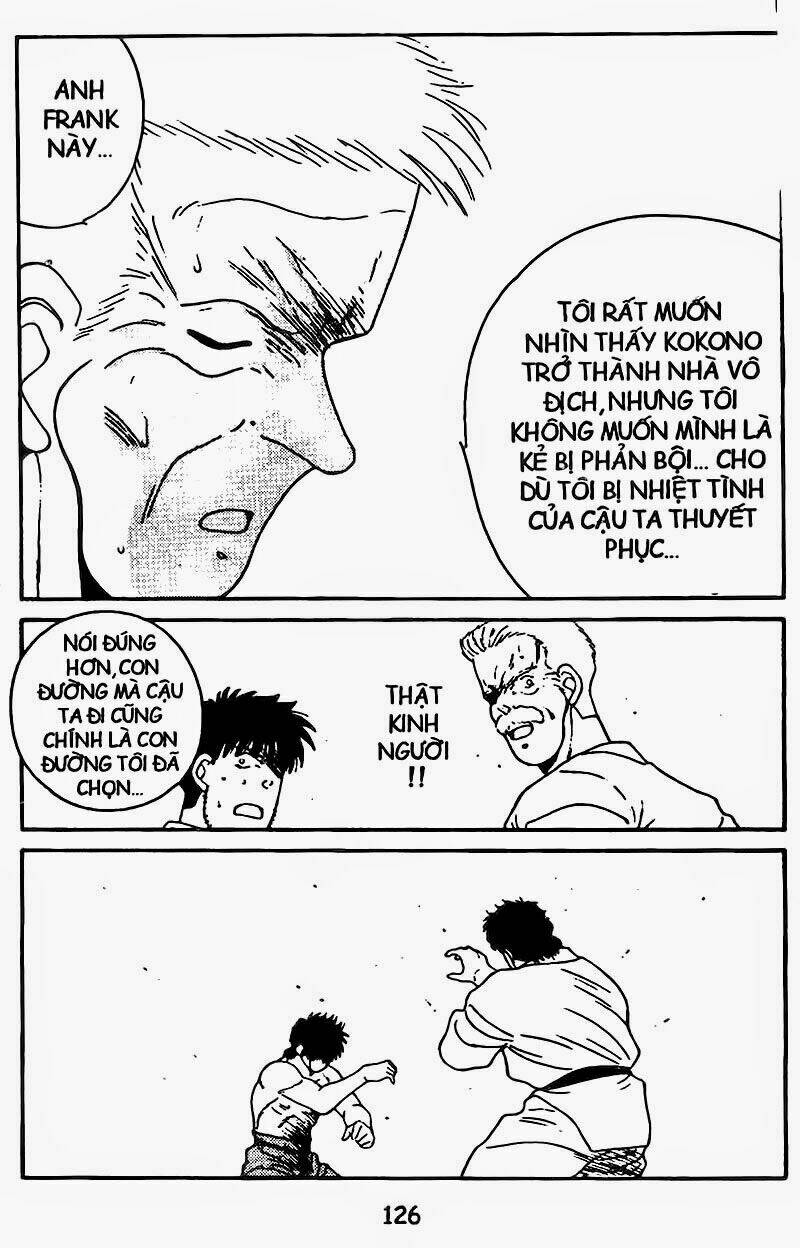 ANH
FRANK
NÀY...
TÔI RẤT MUỐN
NHÌN THẤY KOKONO
TRỞ THÀNH NHÀ VÔ
ĐỊCH, NHƯNG TÔI
KHÔNG MUỐN MÌNH LÀ
KẺ BỊ PHẢN BỘI... CHO
DÙ TÔI BỊ NHIỆT TÌNH
CỦA CẬU TA THUYẾT
PHỤC...
NÓI ĐÚNG
HƠN, CON
ĐƯỜNG MÀ CẬU
TA ĐI CŨNG
CHÍNH LÀ CON
ĐƯỜNG TÔI ĐÃ
CHỌN...
THẬT
KINH
NGƯỜI
!!
126